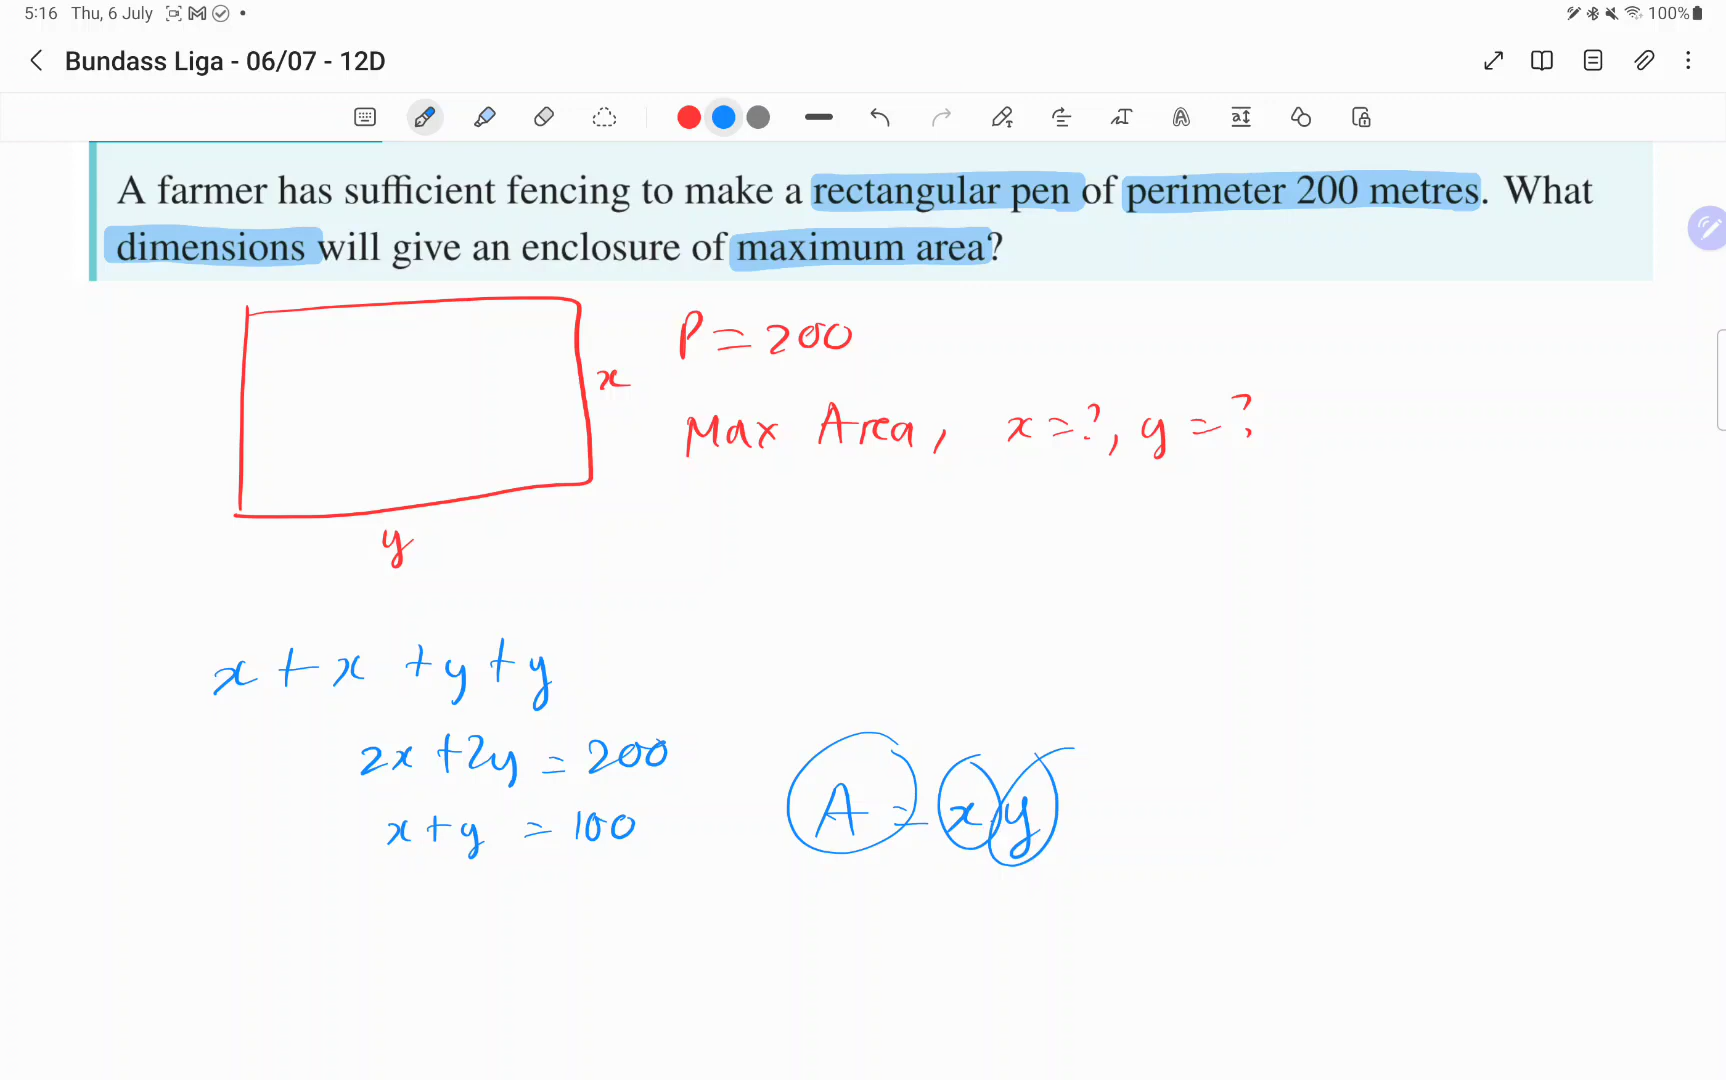 5:16 Thu, 6 July
100%
Bundass Liga - 06/07 - 12D
A farmer has sufficient fencing to make a rectangular pen of perimeter 200 metres. What
dimensions will give an enclosure of maximum area?
P = 200
x
Max Area, x = ?, y = ?
y
x + x + y + y
2x + 2y = 200
A = xy
x + y = 100